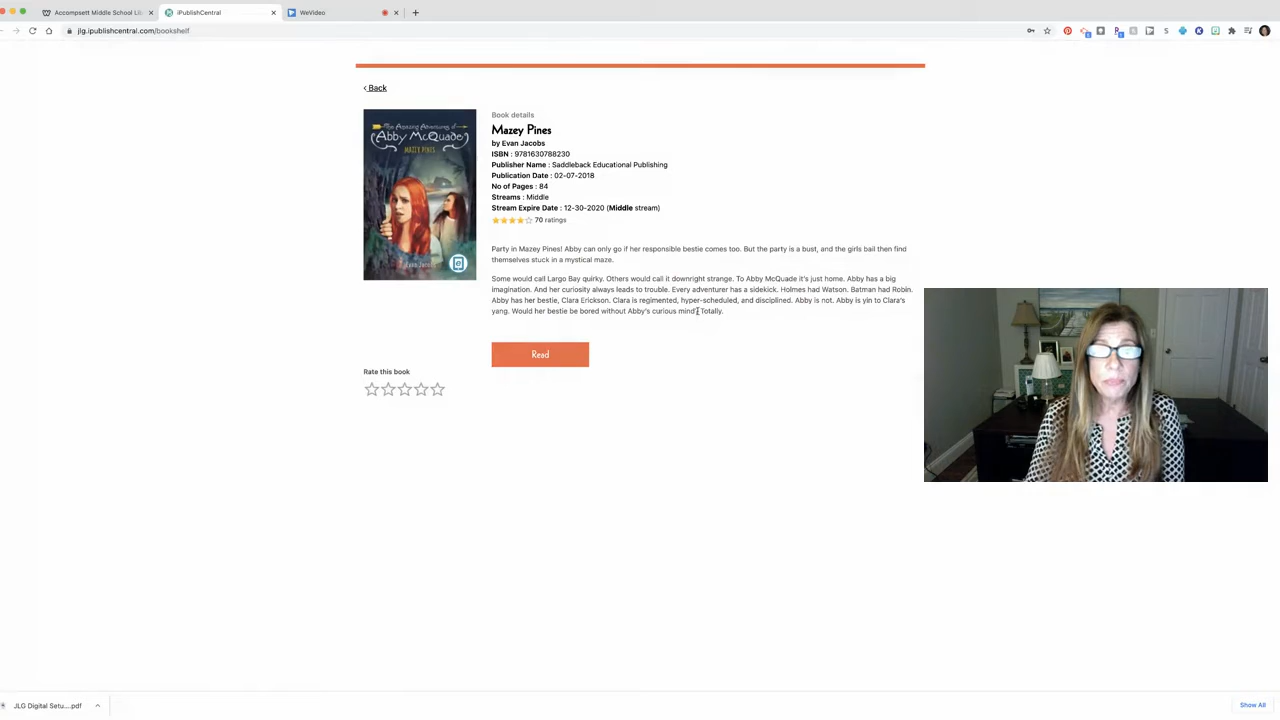 Accompsett Middle School Li
iPublishCentral
WeVideo
jlg.ipublishcentral.com/bookshelf
‹ Back
The Amazing Adventures of
Abby McQuade
MAZEY PINES
Evan Jacobs
Book details
Mazey Pines
by Evan Jacobs
ISBN : 9781630788230
Publisher Name : Saddleback Educational Publishing
Publication Date : 02-07-2018
No of Pages : 84
Streams : Middle
Stream Expire Date : 12-30-2020 (Middle stream)
70 ratings
Party in Mazey Pines! Abby can only go if her responsible bestie comes too. But the party is a bust, and the girls bail then find
themselves stuck in a mystical maze.
Some would call Largo Bay quirky. Others would call it downright strange. To Abby McQuade it's just home. Abby has a big
imagination. And her curiosity always leads to trouble. Every adventurer has a sidekick. Holmes had Watson. Batman had Robin.
Abby has her bestie, Clara Erickson. Clara is regimented, hyper-scheduled, and disciplined. Abby is not. Abby is yin to Clara's
yang. Would her bestie be bored without Abby's curious mind? Totally.
Read
Rate this book
JLG Digital Setu....pdf
Show All